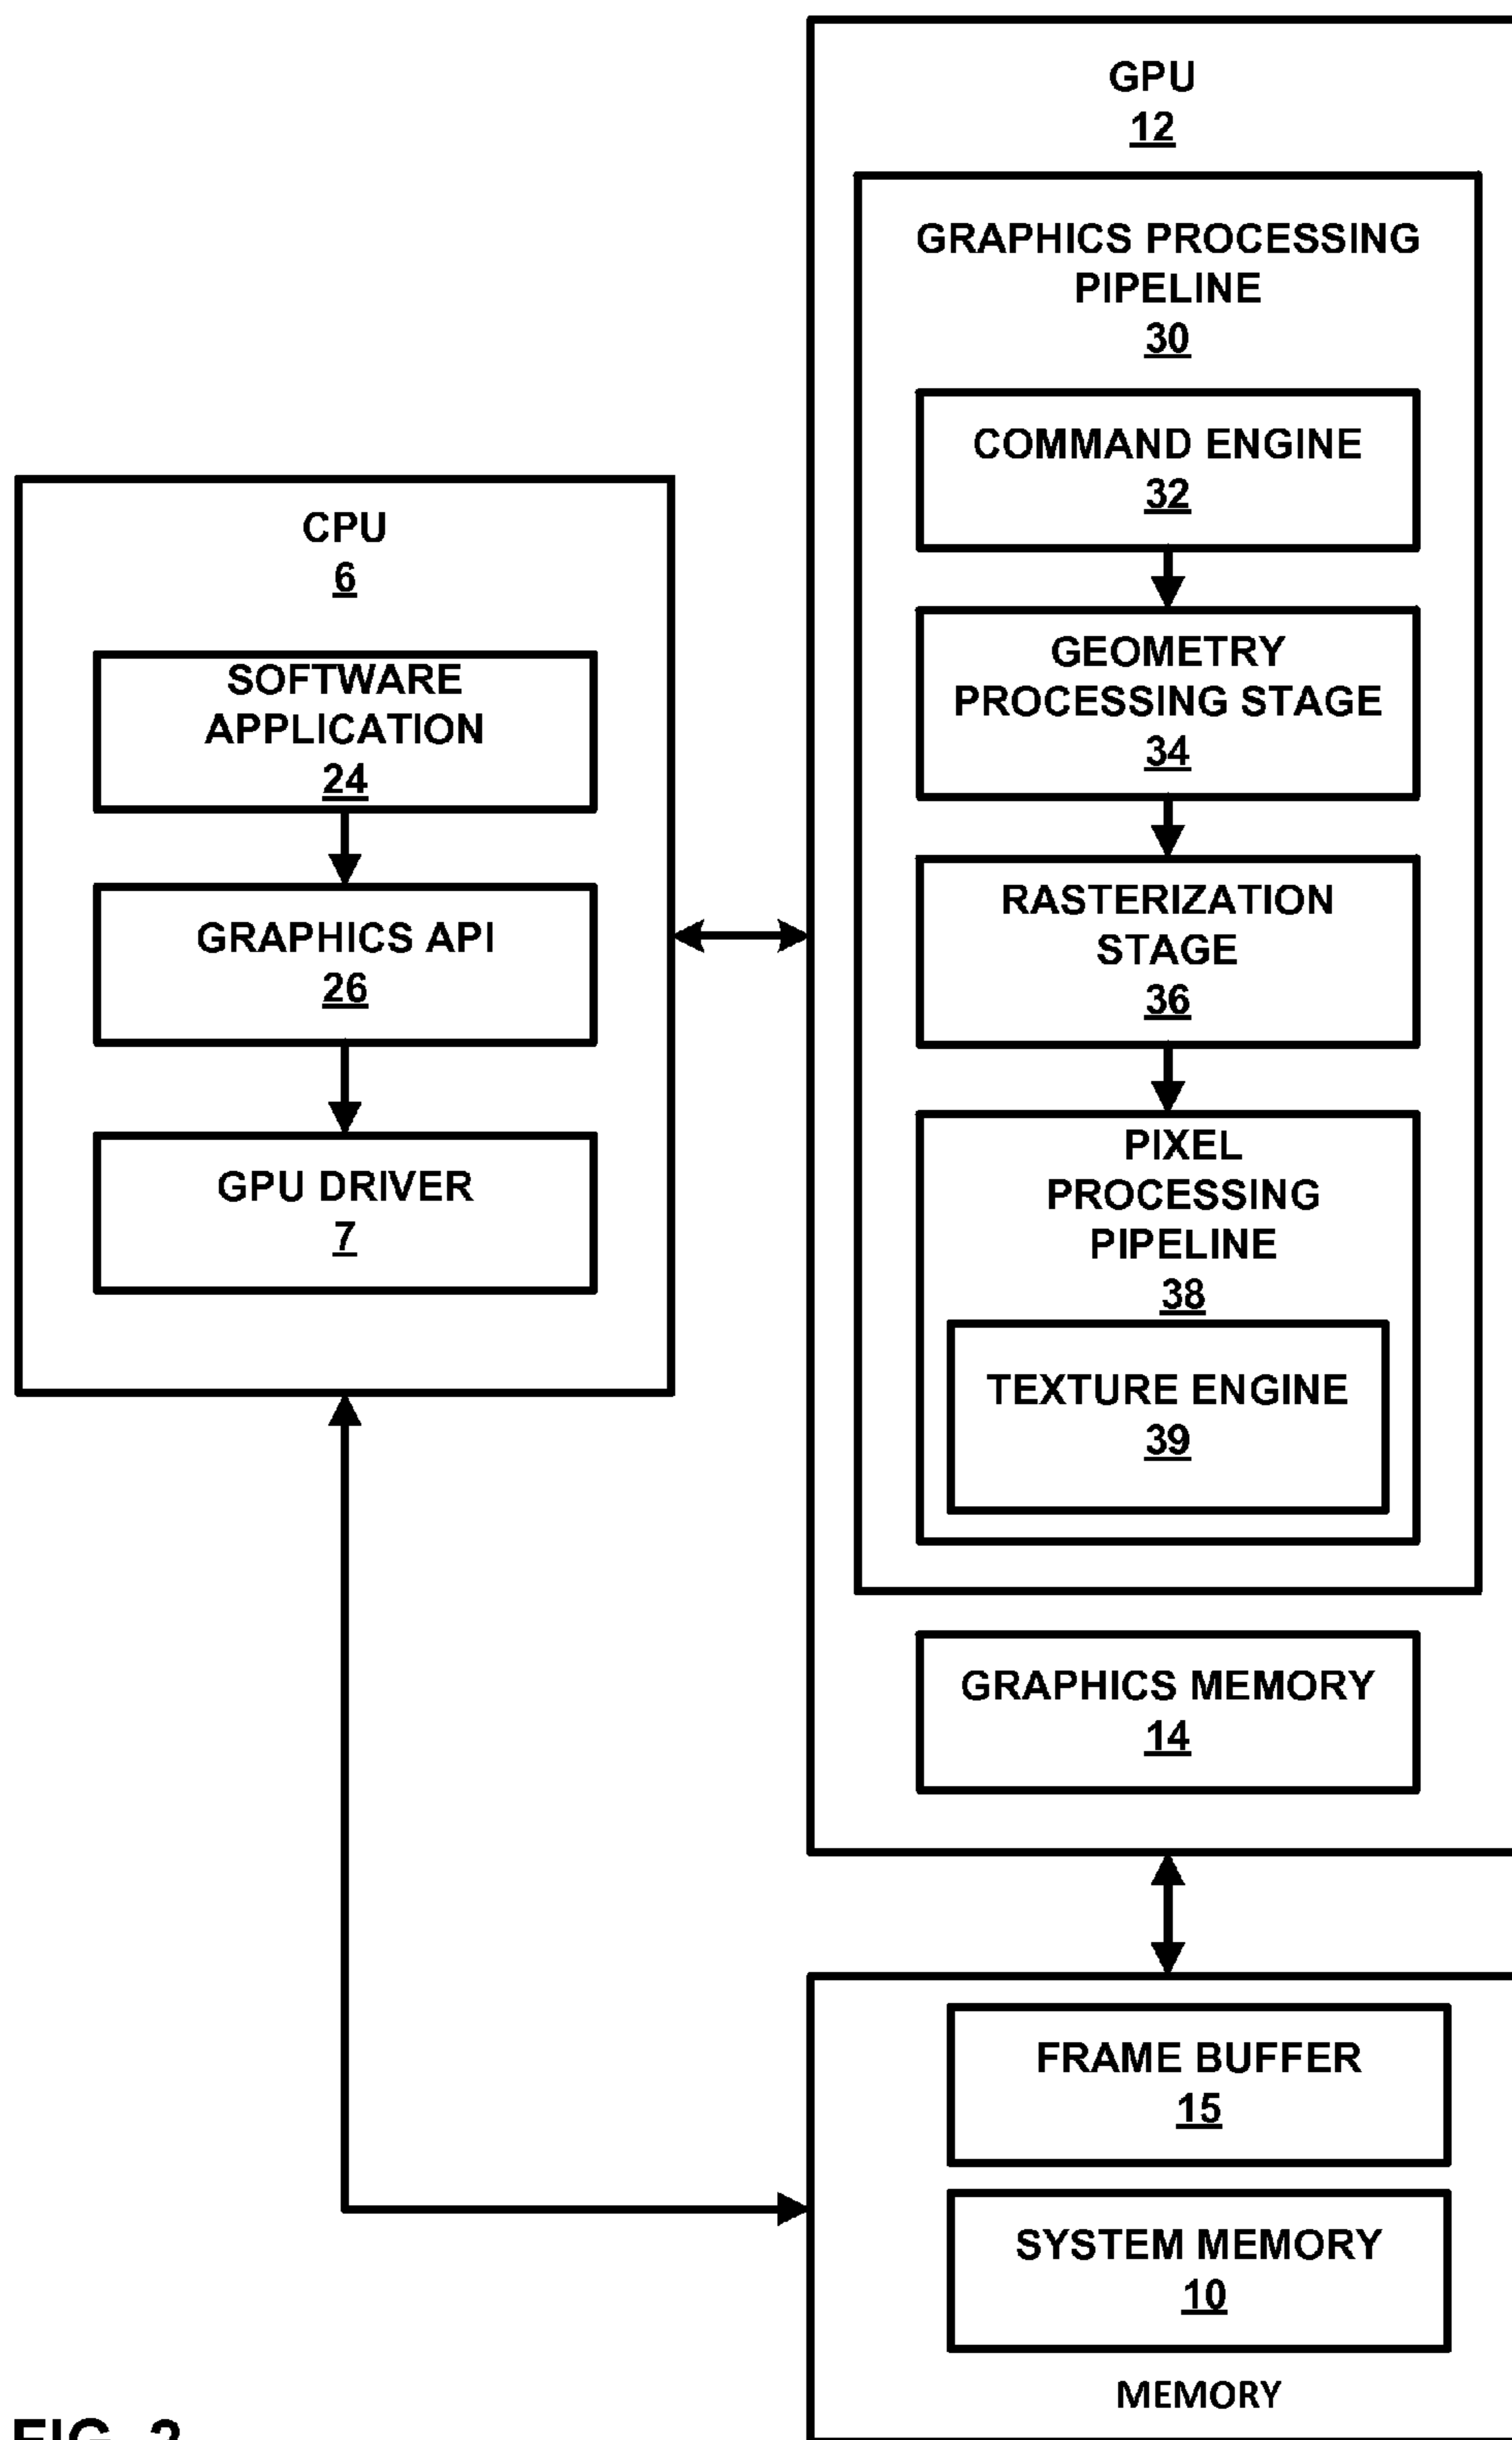 GPU
12
GRAPHICS PROCESSING
PIPELINE
30
COMMAND ENGINE
32
GEOMETRY
PROCESSING STAGE
34
RASTERIZATION
STAGE
36
PIXEL
PROCESSING
PIPELINE
38
TEXTURE ENGINE
39
GRAPHICS MEMORY
14
CPU
6
SOFTWARE
APPLICATION
24
GRAPHICS API
26
GPU DRIVER
7
FRAME BUFFER
15
SYSTEM MEMORY
10
MEMORY
FIG. 2